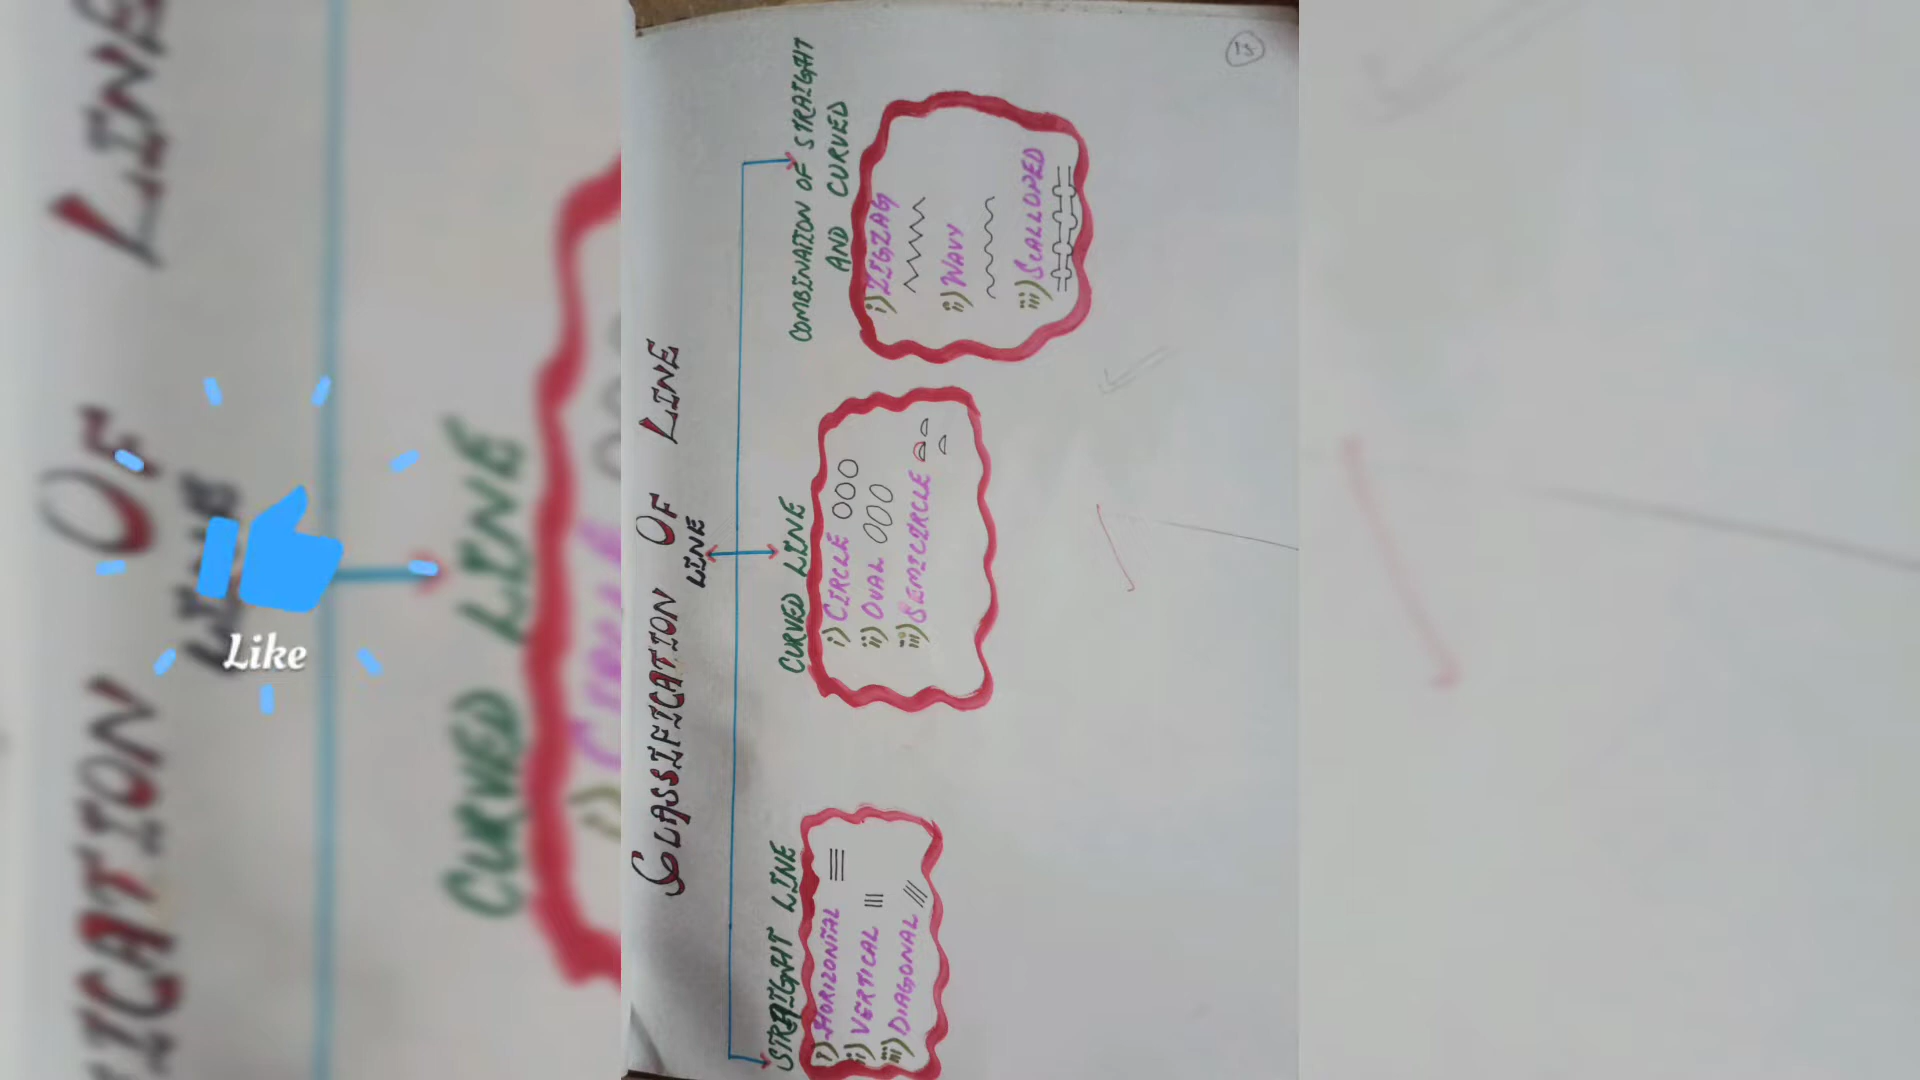 CLASSIFICATION OF LINE
LINE
STRAIGHT LINE
i) HORIZONTAL
ii) VERTICAL
iii) DIAGONAL
CURVED LINE
i) CIRCLE
ii) OVAL
iii) SEMICIRCLE
COMBINATION OF STRAIGHT
AND CURVED
i) ZIGZAG
ii) WAVY
iii) SCALLOPED
15
Like